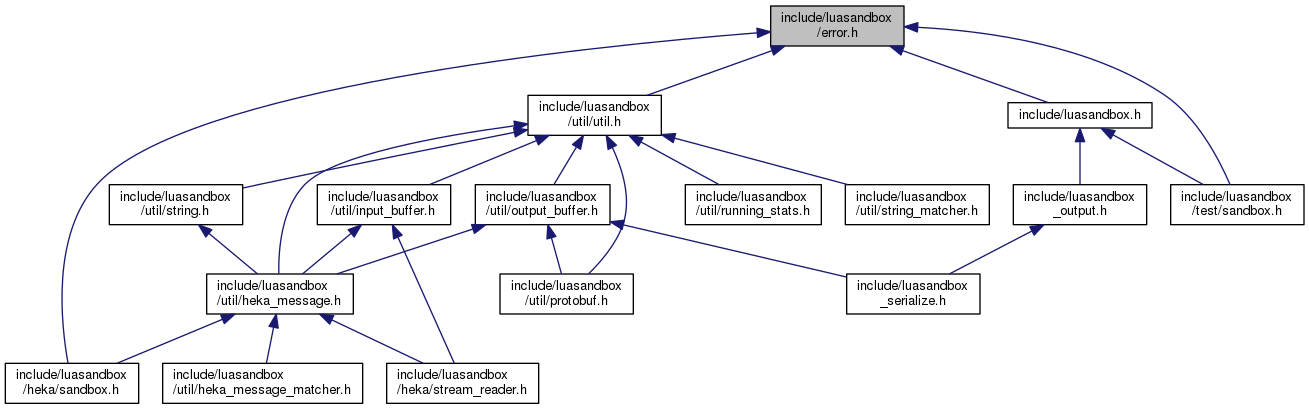 include/luasandbox
/error.h
include/luasandbox
/util/util.h
include/luasandbox.h
include/luasandbox
/util/string.h
include/luasandbox
/util/input_buffer.h
include/luasandbox
/util/output_buffer.h
include/luasandbox
/util/running_stats.h
include/luasandbox
/util/string_matcher.h
include/luasandbox
_output.h
include/luasandbox
/test/sandbox.h
include/luasandbox
/util/heka_message.h
include/luasandbox
/util/protobuf.h
include/luasandbox
_serialize.h
include/luasandbox
/heka/sandbox.h
include/luasandbox
/util/heka_message_matcher.h
include/luasandbox
/heka/stream_reader.h